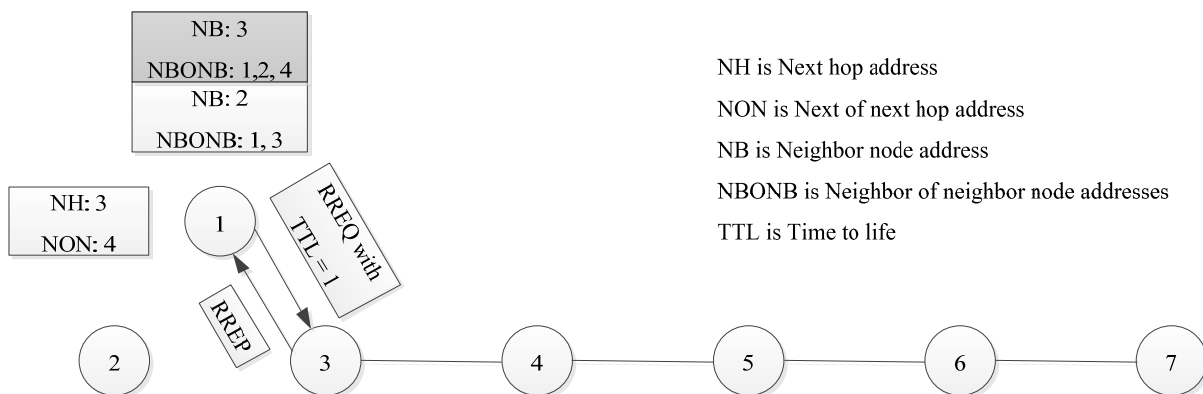 NB: 3
NBONB: 1,2, 4
NB: 2
NBONB: 1, 3
NH is Next hop address
NON is Next of next hop address
NB is Neighbor node address
NBONB is Neighbor of neighbor node addresses
TTL is Time to life
NH: 3
NON: 4
1
RREQ with
TTL = 1
RREP
2
3
4
5
6
7